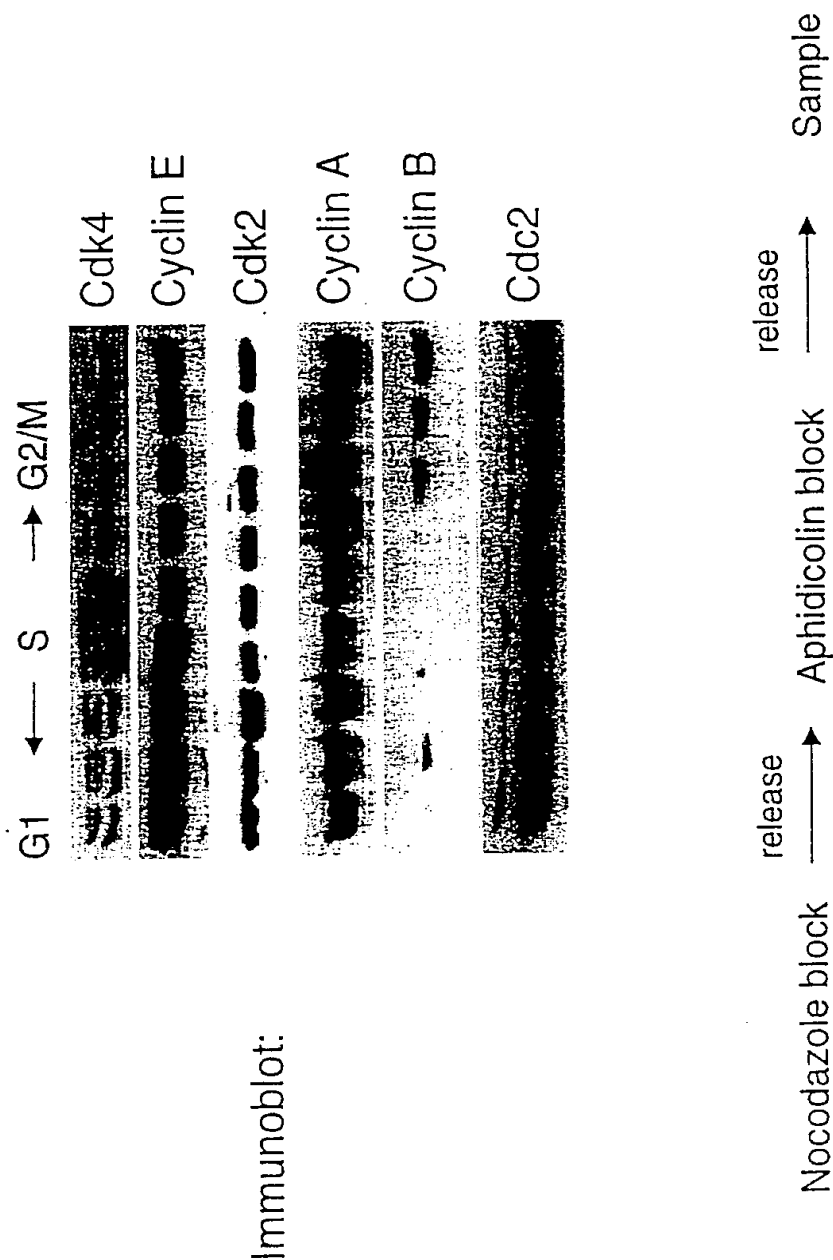 G1 ← S → G2/M
Cdk4
Cyclin E
Cdk2
Cyclin A
Cyclin B
Cdc2
Immunoblot:
release
release
Nocodazole block → Aphidicolin block → Sample